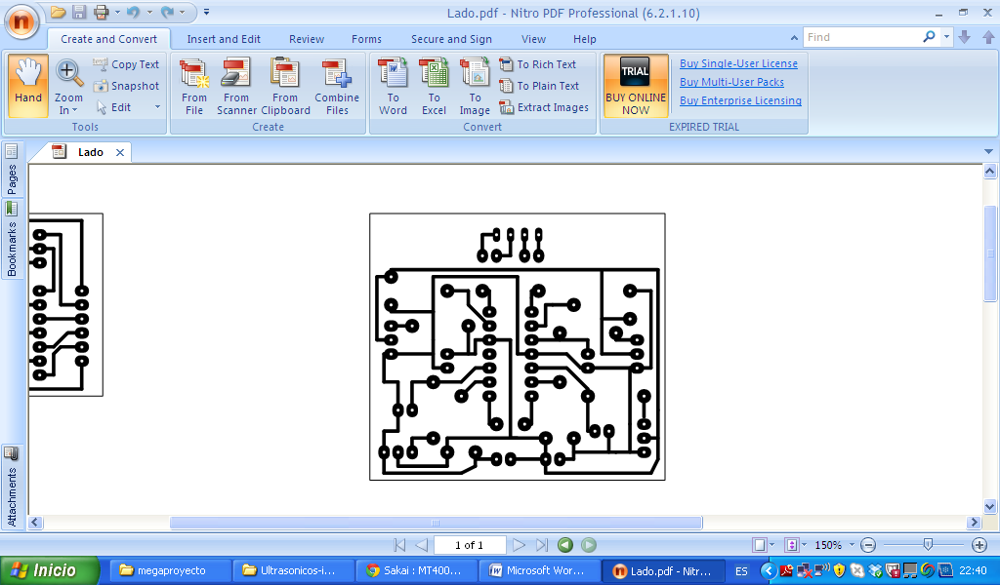 Lado.pdf - Nitro PDF Professional (6.2.1.10)
Create and Convert Insert and Edit Review Forms Secure and Sign View Help Find
Hand
Zoom In
Copy Text
Snapshot
Edit
Tools
From File
From Scanner
From Clipboard
Combine Files
Create
To Word
To Excel
To Image
To Rich Text
To Plain Text
Extract Images
Convert
TRIAL
BUY ONLINE NOW
Buy Single-User License
Buy Multi-User Packs
Buy Enterprise Licensing
EXPIRED TRIAL
Lado
Pages
Bookmarks
Attachments
1 of 1
150%
Inicio megaproyecto Ultrasonicos-i... Sakai : MT400... Microsoft Wor... Lado.pdf - Nitr... ES 22:40